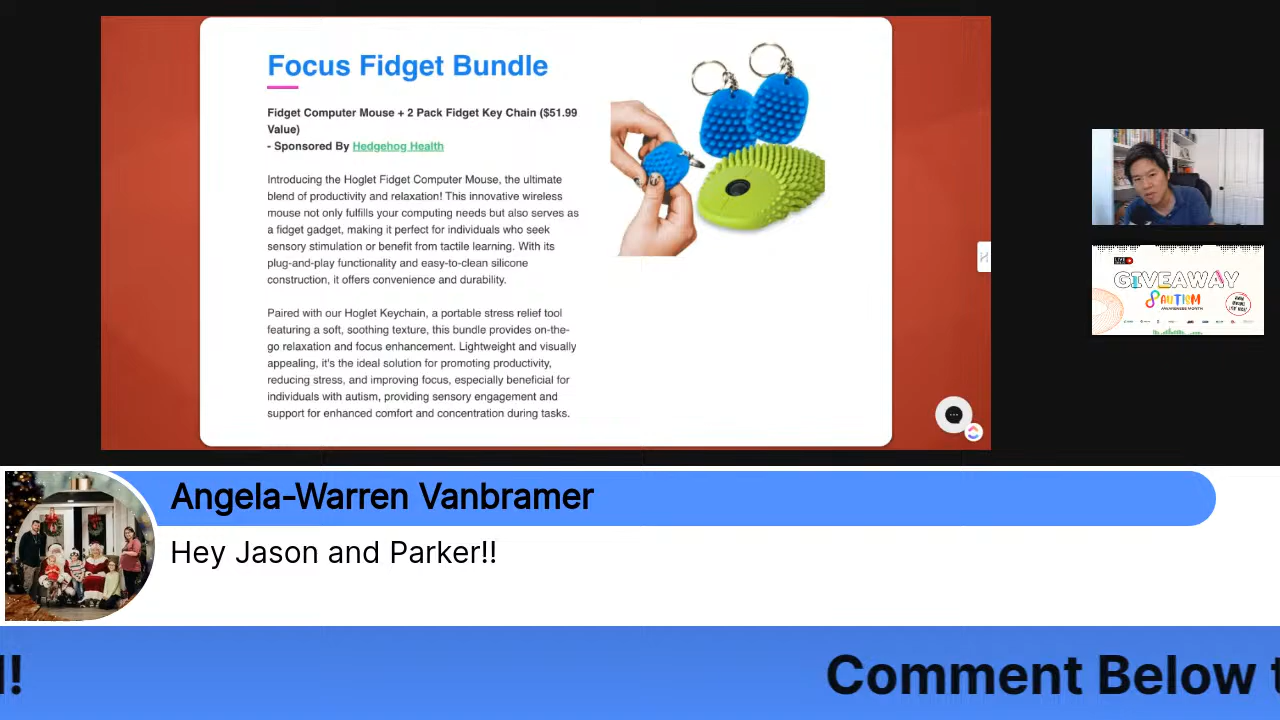 Focus Fidget Bundle
Fidget Computer Mouse + 2 Pack Fidget Key Chain ($51.99
Value)
- Sponsored By Hedgehog Health
Introducing the Hoglet Fidget Computer Mouse, the ultimate
blend of productivity and relaxation! This innovative wireless
mouse not only fulfills your computing needs but also serves as
a fidget gadget, making it perfect for individuals who seek
sensory stimulation or benefit from tactile learning. With its
plug-and-play functionality and easy-to-clean silicone
construction, it offers convenience and durability.
Paired with our Hoglet Keychain, a portable stress relief tool
featuring a soft, soothing texture, this bundle provides on-the-
go relaxation and focus enhancement. Lightweight and visually
appealing, it's the ideal solution for promoting productivity,
reducing stress, and improving focus, especially beneficial for
individuals with autism, providing sensory engagement and
support for enhanced comfort and concentration during tasks.
GIVEAWAY
AUTISM
AWARENESS MONTH
Angela-Warren Vanbramer
Hey Jason and Parker!!
!
Comment Below t